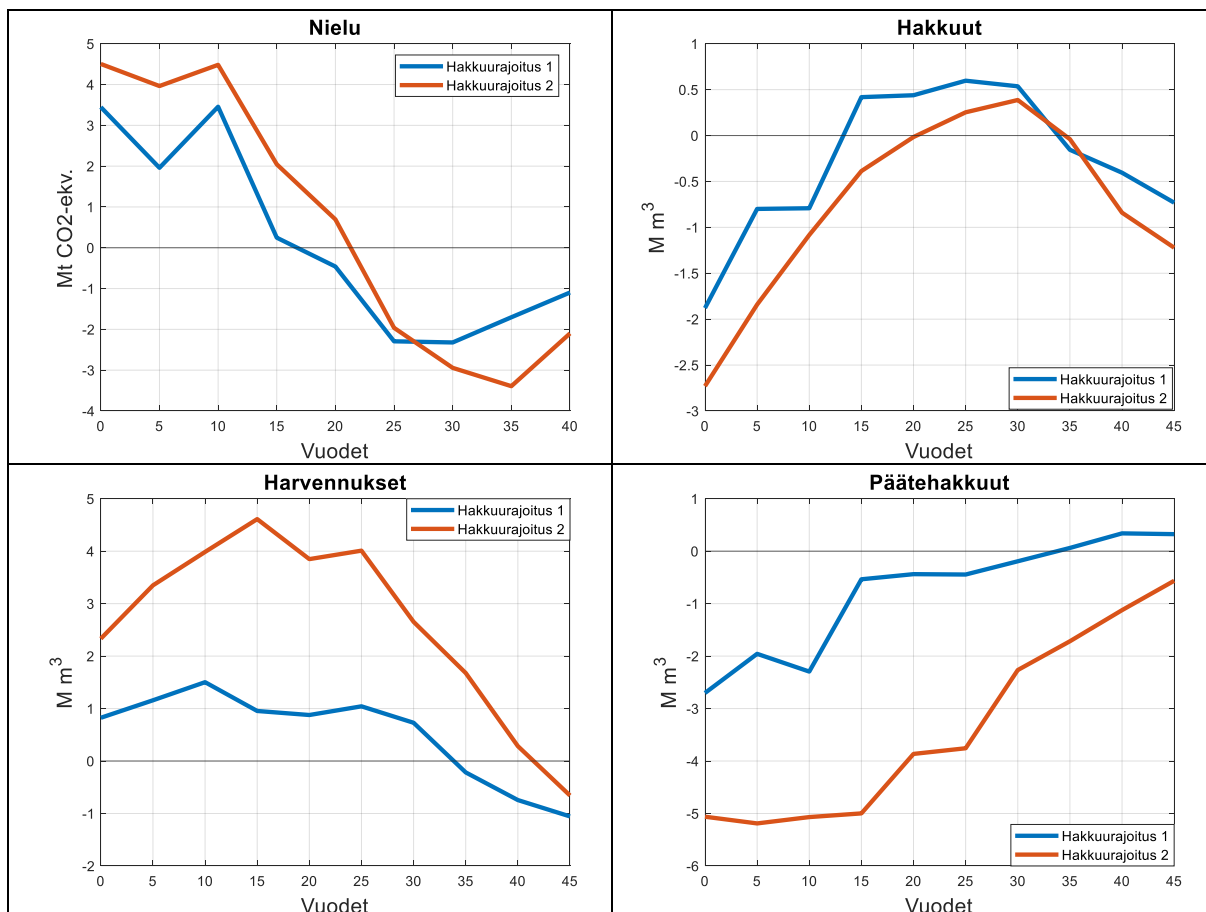 Nielu
Hakkuurajoitus 1
Hakkuurajoitus 2
5
4
3
2
1
0
-1
-2
-3
-4
Mt CO2-ekv.
0 5 10 15 20 25 30 35 40
Vuodet
Hakkuut
1
0.5
0
-0.5
-1
-1.5
-2
-2.5
-3
M m³
Hakkuurajoitus 1
Hakkuurajoitus 2
0 5 10 15 20 25 30 35 40 45
Vuodet
Harvennukset
Hakkuurajoitus 1
Hakkuurajoitus 2
5
4
3
2
1
0
-1
-2
M m³
0 5 10 15 20 25 30 35 40 45
Vuodet
Päätehakkuut
1
0
-1
-2
-3
-4
-5
-6
M m³
Hakkuurajoitus 1
Hakkuurajoitus 2
0 5 10 15 20 25 30 35 40 45
Vuodet